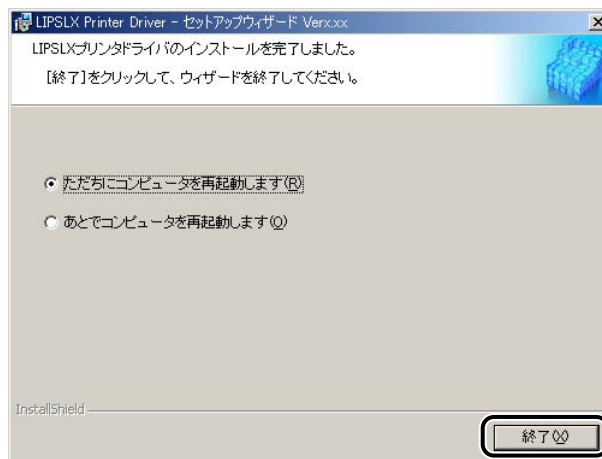 LIPSLX Printer Driver - セットアップウィザード Verx.xx
LIPSLXプリンタドライバのインストールを完了しました。
[終了]をクリックして、ウィザードを終了してください。
ただちにコンピュータを再起動します(R)
あとでコンピュータを再起動します(O)
InstallShield
終了(X)